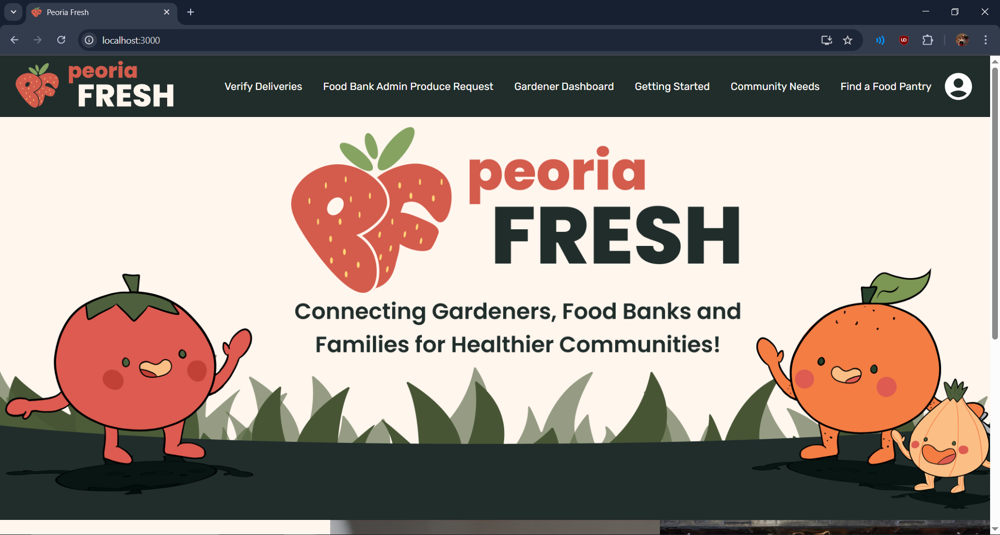 Peoria Fresh
localhost:3000
peoria
FRESH
Verify Deliveries
Food Bank Admin Produce Request
Gardener Dashboard
Getting Started
Community Needs
Find a Food Pantry
peoria
FRESH
Connecting Gardeners, Food Banks and
Families for Healthier Communities!